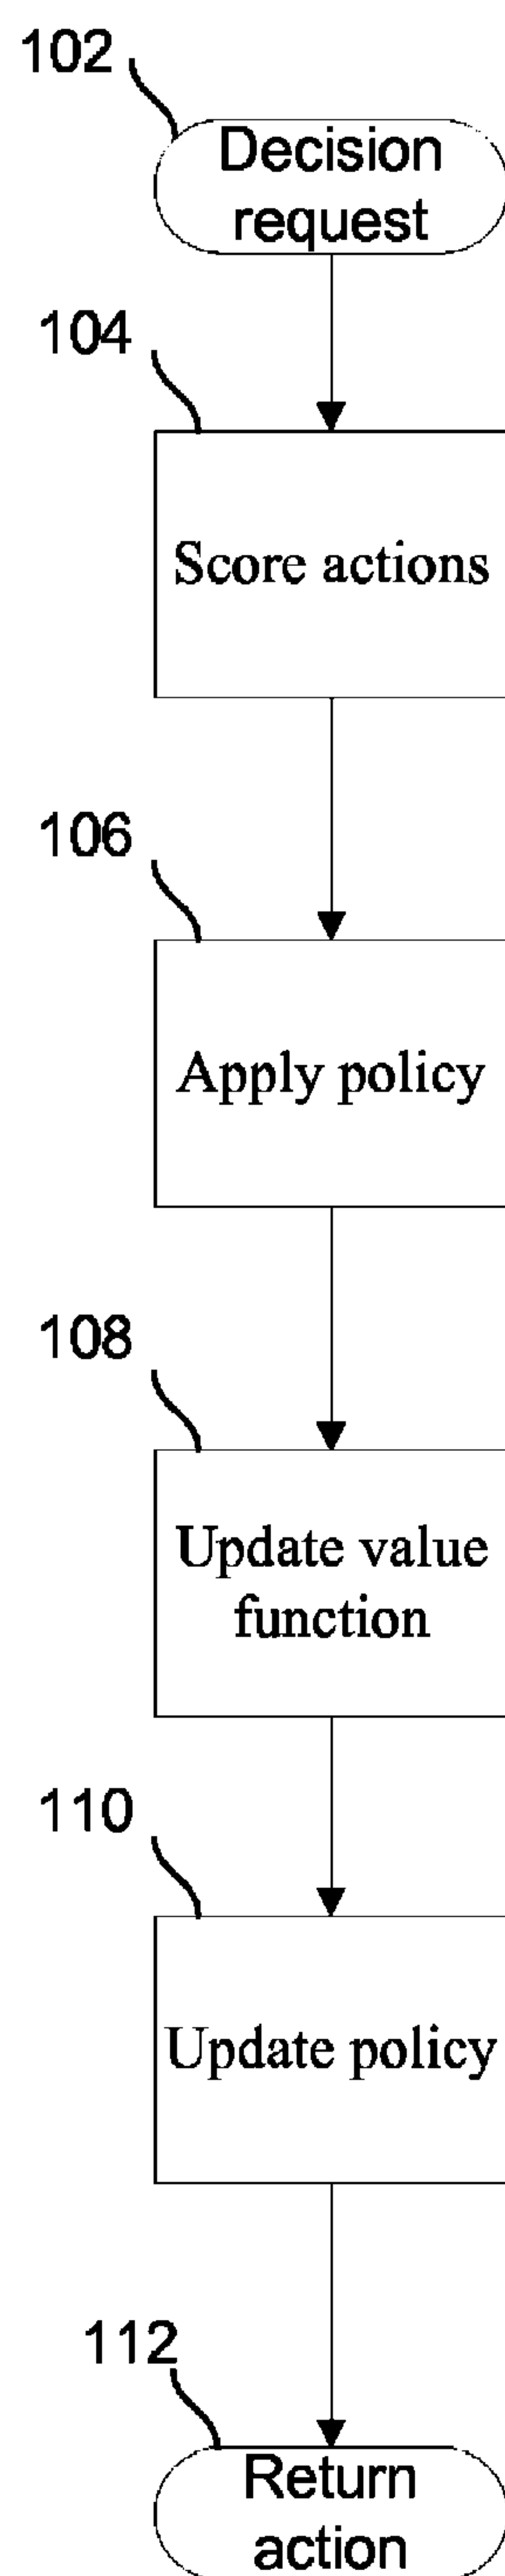 102
Decision
request
104
Score actions
106
Apply policy
108
Update value
function
110
Update policy
112
Return
action